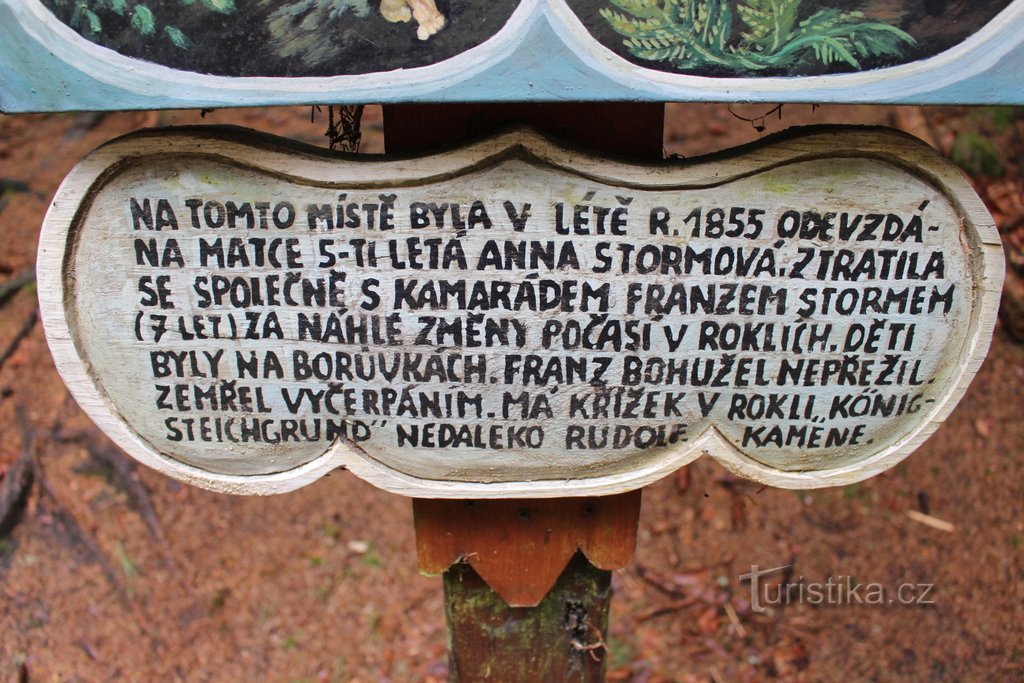 NA TOMTO MÍSTĚ BYLA V LÉTĚ R. 1855 ODEVZDÁ-
NA MATCE 5-TI LETÁ ANNA STORMOVÁ. ZTRATILA
SE SPOLEČNĚ S KAMARÁDEM FRANZEM STORMEM
(7 LET) ZA NÁHLÉ ZMĚNY POČASÍ V ROKLÍCH. DĚTI
BYLY NA BORŮVKÁCH. FRANZ BOHUŽEL NEPŘEŽIL.
ZEMŘEL VYČERPÁNÍM. MÁ KŘÍŽEK V ROKLI „KÖNIG-
STEICHGRUND" NEDALEKO RUDOLF. KAMENE.
Turistika.cz